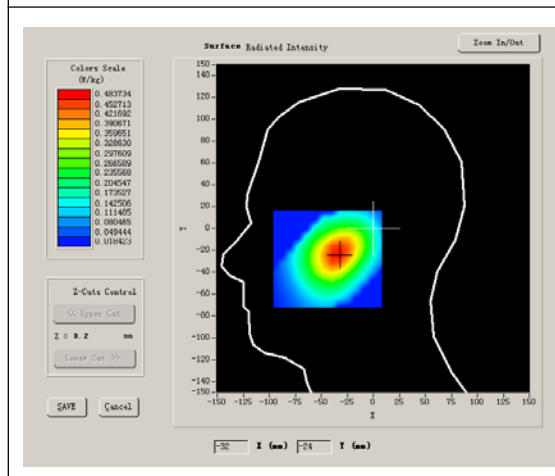 Surface Radiated Intensity
Zoom In/Out
Colors Scale
(W/kg)
0.483734
0.452713
0.421692
0.390671
0.359651
0.328630
0.297609
0.266589
0.235568
0.204547
0.173527
0.142506
0.111485
0.080465
0.049444
0.018423
Z-Cuts Control
<< Upper Cut
Z = mm
Lower Cut >>
SAVE
Cancel
150
140
120
100
80
60
40
20
0
-20
-40
-60
-80
-100
-120
-140
-150
Y
-150 -125 -100 -75 -50 -25 0 25 50 75 100 125 150
X
-32 X (mm) -24 Y (mm)